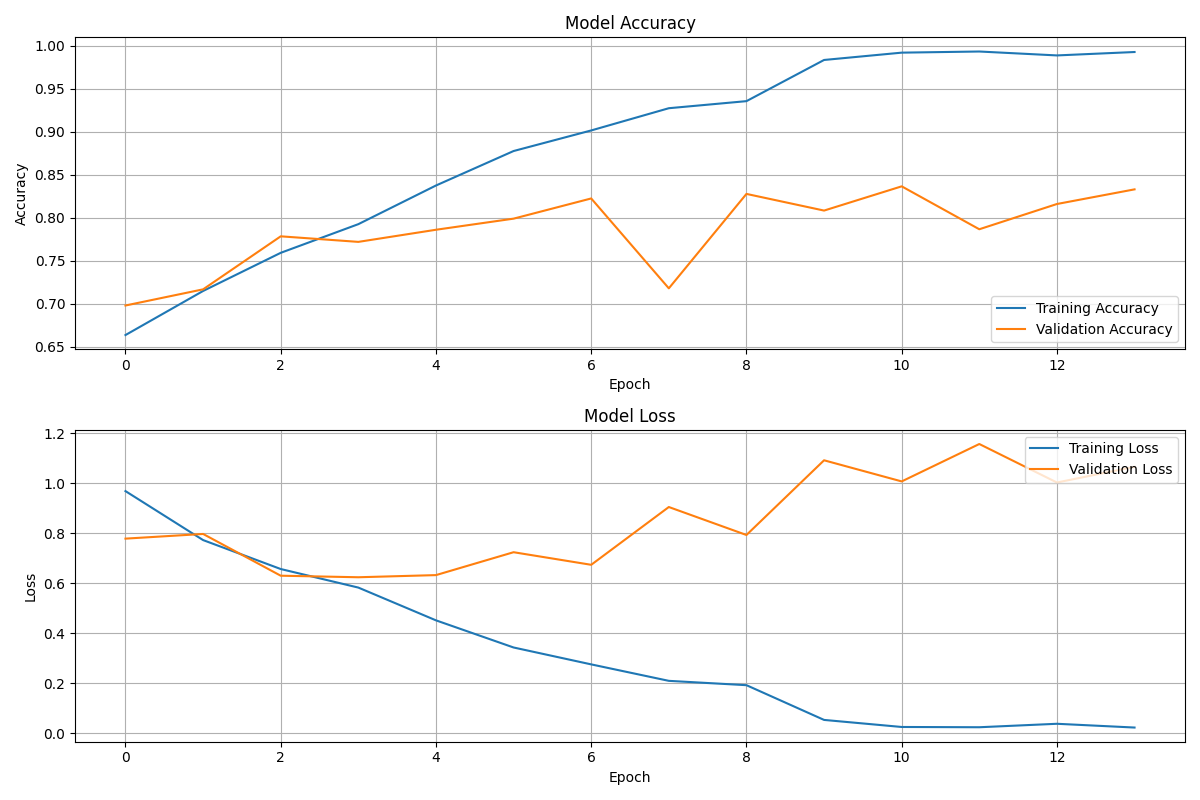 Model Accuracy
1.00
0.95
0.90
0.85
0.80
0.75
0.70
0.65
Accuracy
Training Accuracy
Validation Accuracy
0 2 4 6 8 10 12
Epoch
Model Loss
1.2
1.0
0.8
0.6
0.4
0.2
0.0
Loss
Training Loss
Validation Loss
0 2 4 6 8 10 12
Epoch